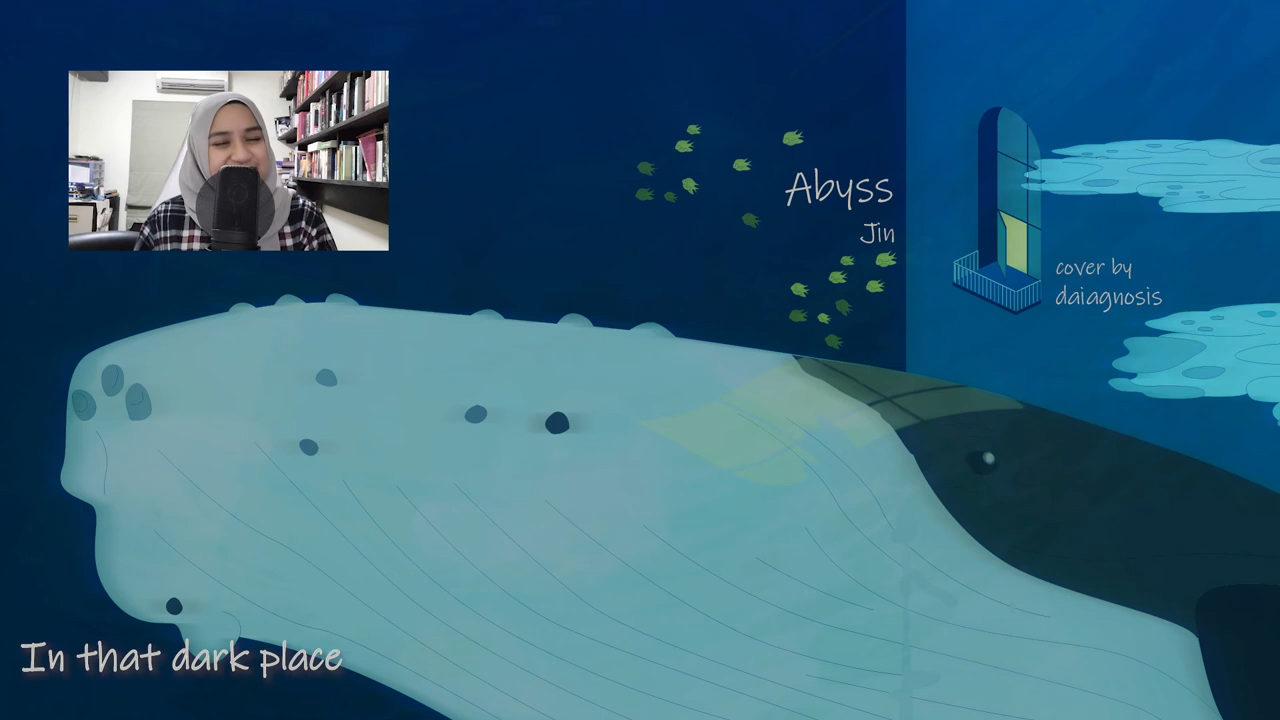 Abyss
Jin
cover by
daiagnosis
In that dark place